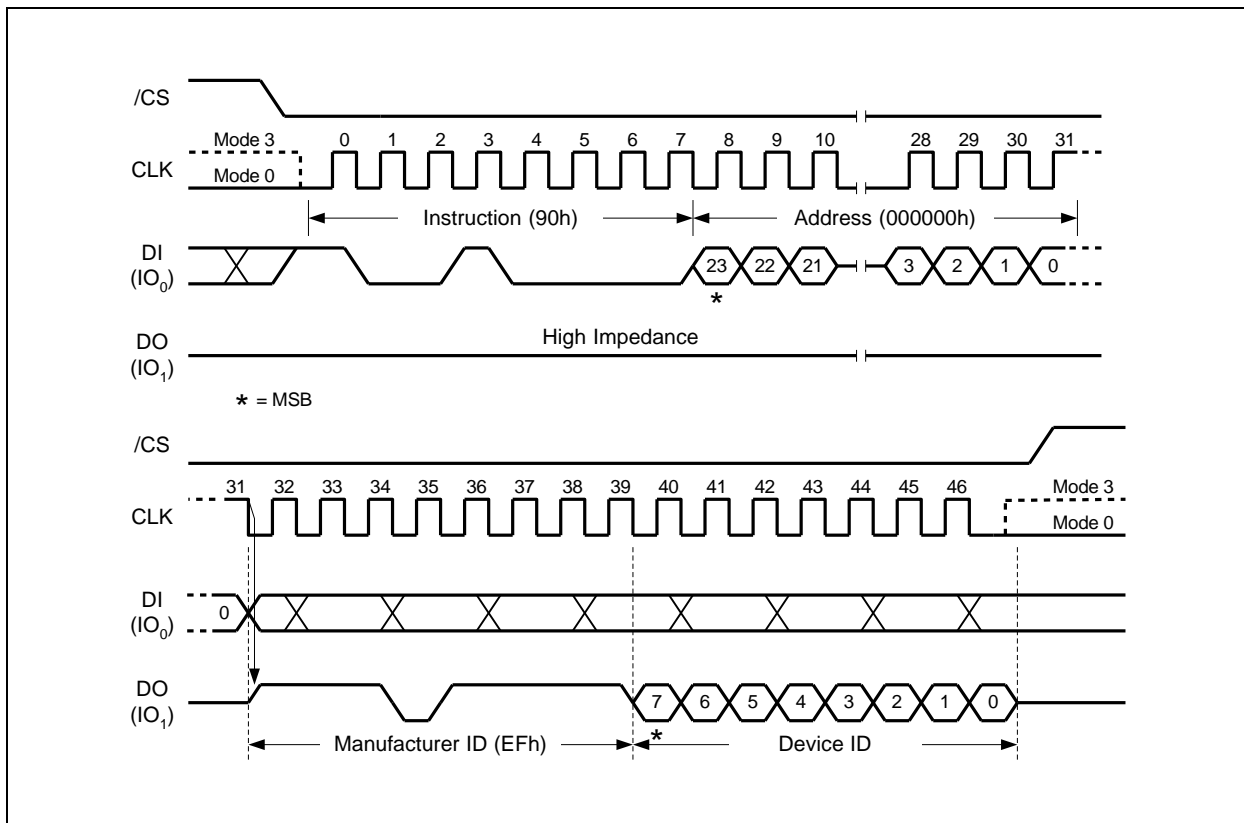 /CS
Mode 3 0 1 2 3 4 5 6 7 8 9 10 28 29 30 31
CLK
Mode 0
Instruction (90h) Address (000000h)
DI
(IO0)
23 22 21 3 2 1 0
*
DO
(IO1)
High Impedance
* = MSB
/CS
31 32 33 34 35 36 37 38 39 40 41 42 43 44 45 46 Mode 3
CLK
Mode 0
DI
(IO0)
0
DO
(IO1)
7 6 5 4 3 2 1 0
*
Manufacturer ID (EFh) Device ID